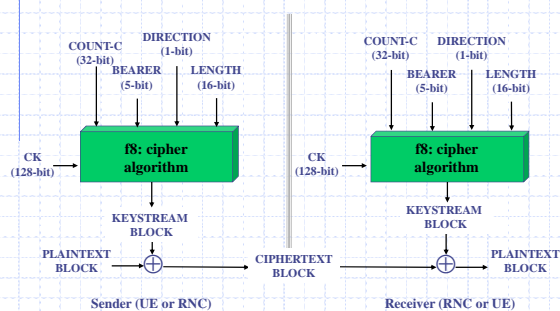 COUNT-C
(32-bit)
DIRECTION
(1-bit)
BEARER
(5-bit)
LENGTH
(16-bit)
f8: cipher
algorithm
CK
(128-bit)
KEYSTREAM
BLOCK
PLAINTEXT
BLOCK
Sender (UE or RNC)
CIPHERTEXT
BLOCK
COUNT-C
(32-bit)
DIRECTION
(1-bit)
BEARER
(5-bit)
LENGTH
(16-bit)
f8: cipher
algorithm
CK
(128-bit)
KEYSTREAM
BLOCK
PLAINTEXT
BLOCK
Receiver (RNC or UE)